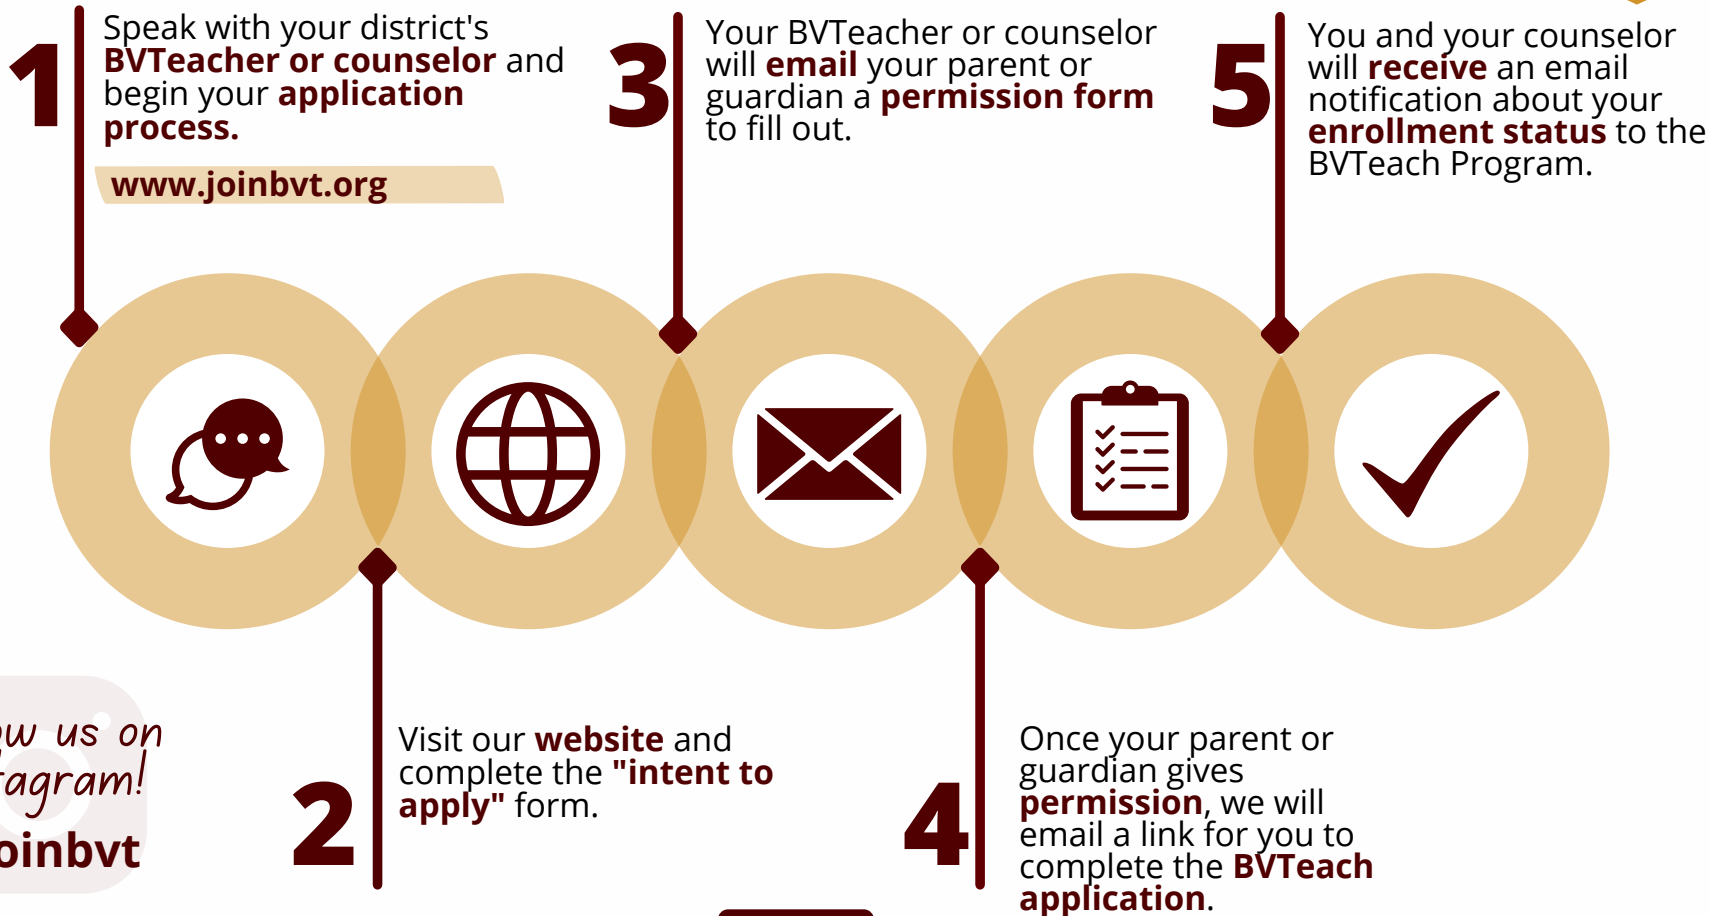 1
Speak with your district's
BVTeacher or counselor and
begin your application
process.
www.joinbvt.org
2
Visit our website and
complete the "intent to
apply" form.
3
Your BVTeacher or counselor
will email your parent or
guardian a permission form
to fill out.
4
Once your parent or
guardian gives
permission, we will
email a link for you to
complete the BVTeach
application.
5
You and your counselor
will receive an email
notification about your
enrollment status to the
BVTeach Program.
us on